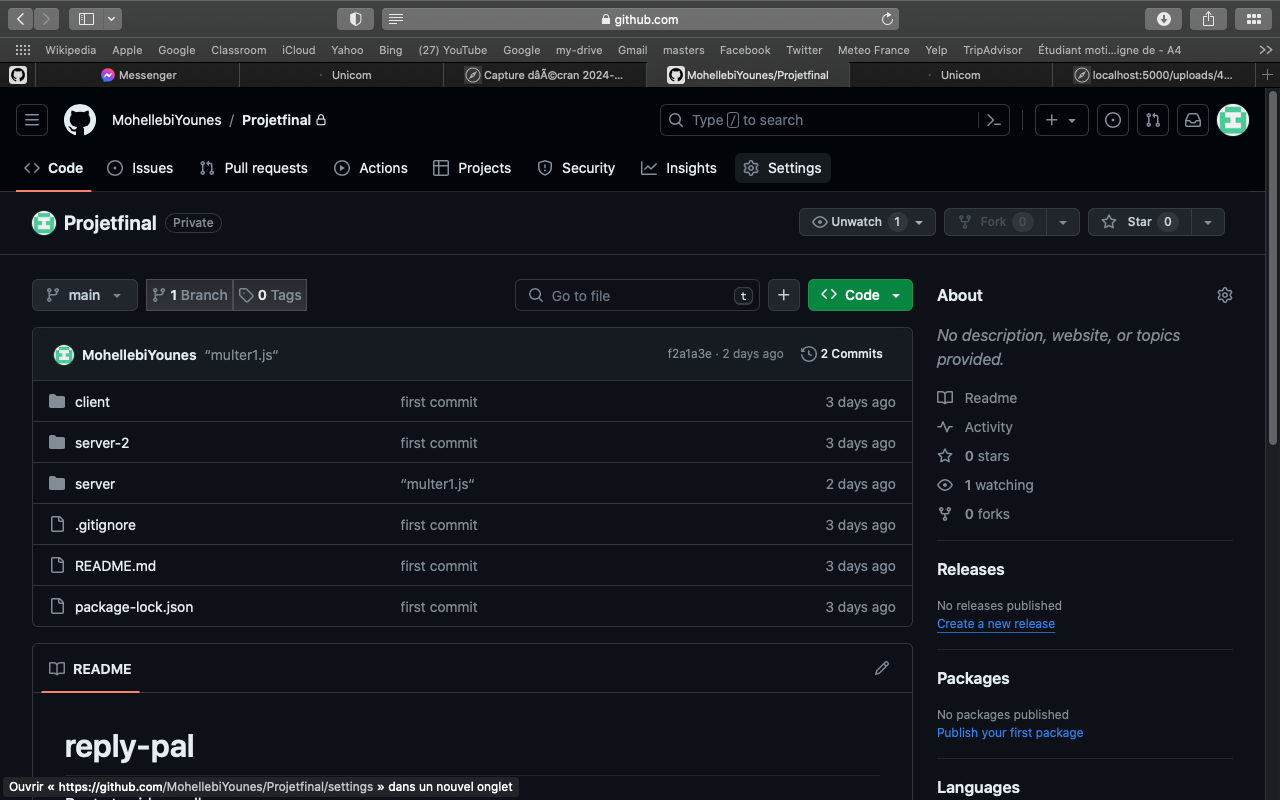 github.com
Wikipedia Apple Google Classroom iCloud Yahoo Bing (27) YouTube Google my-drive Gmail masters Facebook Twitter Meteo France Yelp TripAdvisor Étudiant moti...igne de - A4
Messenger Unicom Capture dâÃ©cran 2024-... MohellebiYounes/Projetfinal Unicom localhost:5000/uploads/4...
MohellebiYounes / Projetfinal Type / to search
Code Issues Pull requests Actions Projects Security Insights Settings
Projetfinal Private Unwatch 1 Fork 0 Star 0
main 1 Branch 0 Tags Go to file t + Code
About
No description, website, or topics
provided.
MohellebiYounes “multer1.js“ f2a1a3e · 2 days ago 2 Commits
client first commit 3 days ago
server-2 first commit 3 days ago
server “multer1.js“ 2 days ago
.gitignore first commit 3 days ago
README.md first commit 3 days ago
package-lock.json first commit 3 days ago
Readme
Activity
0 stars
1 watching
0 forks
Releases
No releases published
Create a new release
Packages
No packages published
Publish your first package
Languages
README
reply-pal
Ouvrir « https://github.com/MohellebiYounes/Projetfinal/settings » dans un nouvel onglet